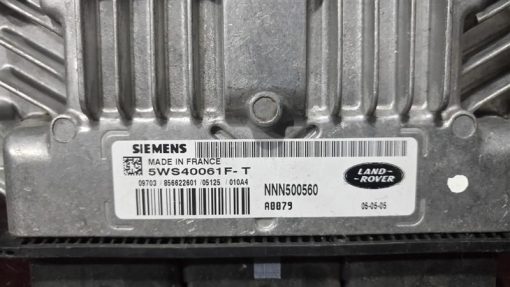 SIEMENS
MADE IN FRANCE
5WS40061F-T
09703 / 856622601 / 05125 / 010A4
NNN500560
A0079
LAND-
ROVER
05-05-05